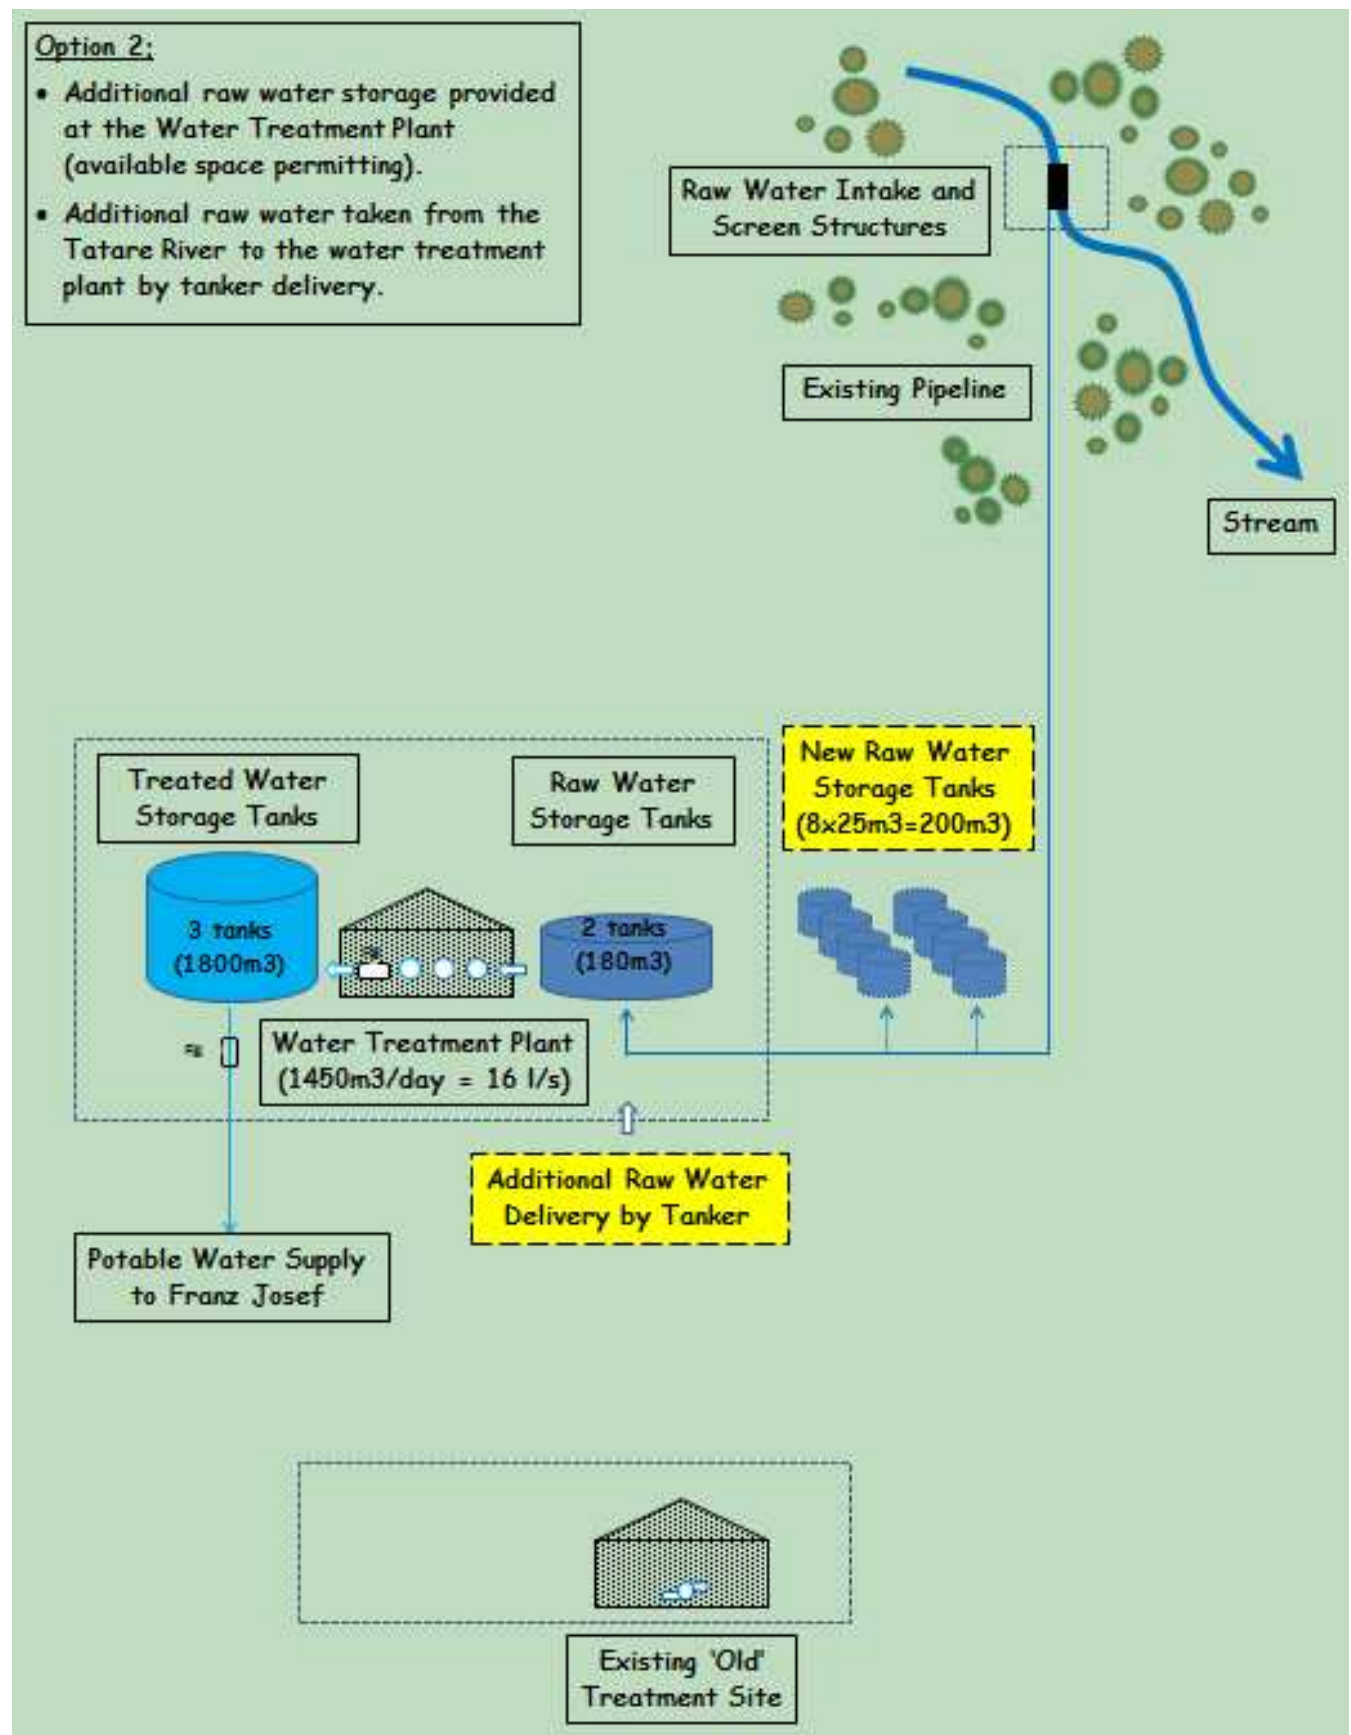 Option 2:
• Additional raw water storage provided
at the Water Treatment Plant
(available space permitting).
• Additional raw water taken from the
Tatare River to the water treatment
plant by tanker delivery.
Raw Water Intake and
Screen Structures
Existing Pipeline
Stream
New Raw Water
Storage Tanks
(8x25m3=200m3)
Treated Water
Storage Tanks
Raw Water
Storage Tanks
3 tanks
(1800m3)
2 tanks
(180m3)
Water Treatment Plant
(1450m3/day = 16 l/s)
Additional Raw Water
Delivery by Tanker
Potable Water Supply
to Franz Josef
Existing 'Old'
Treatment Site